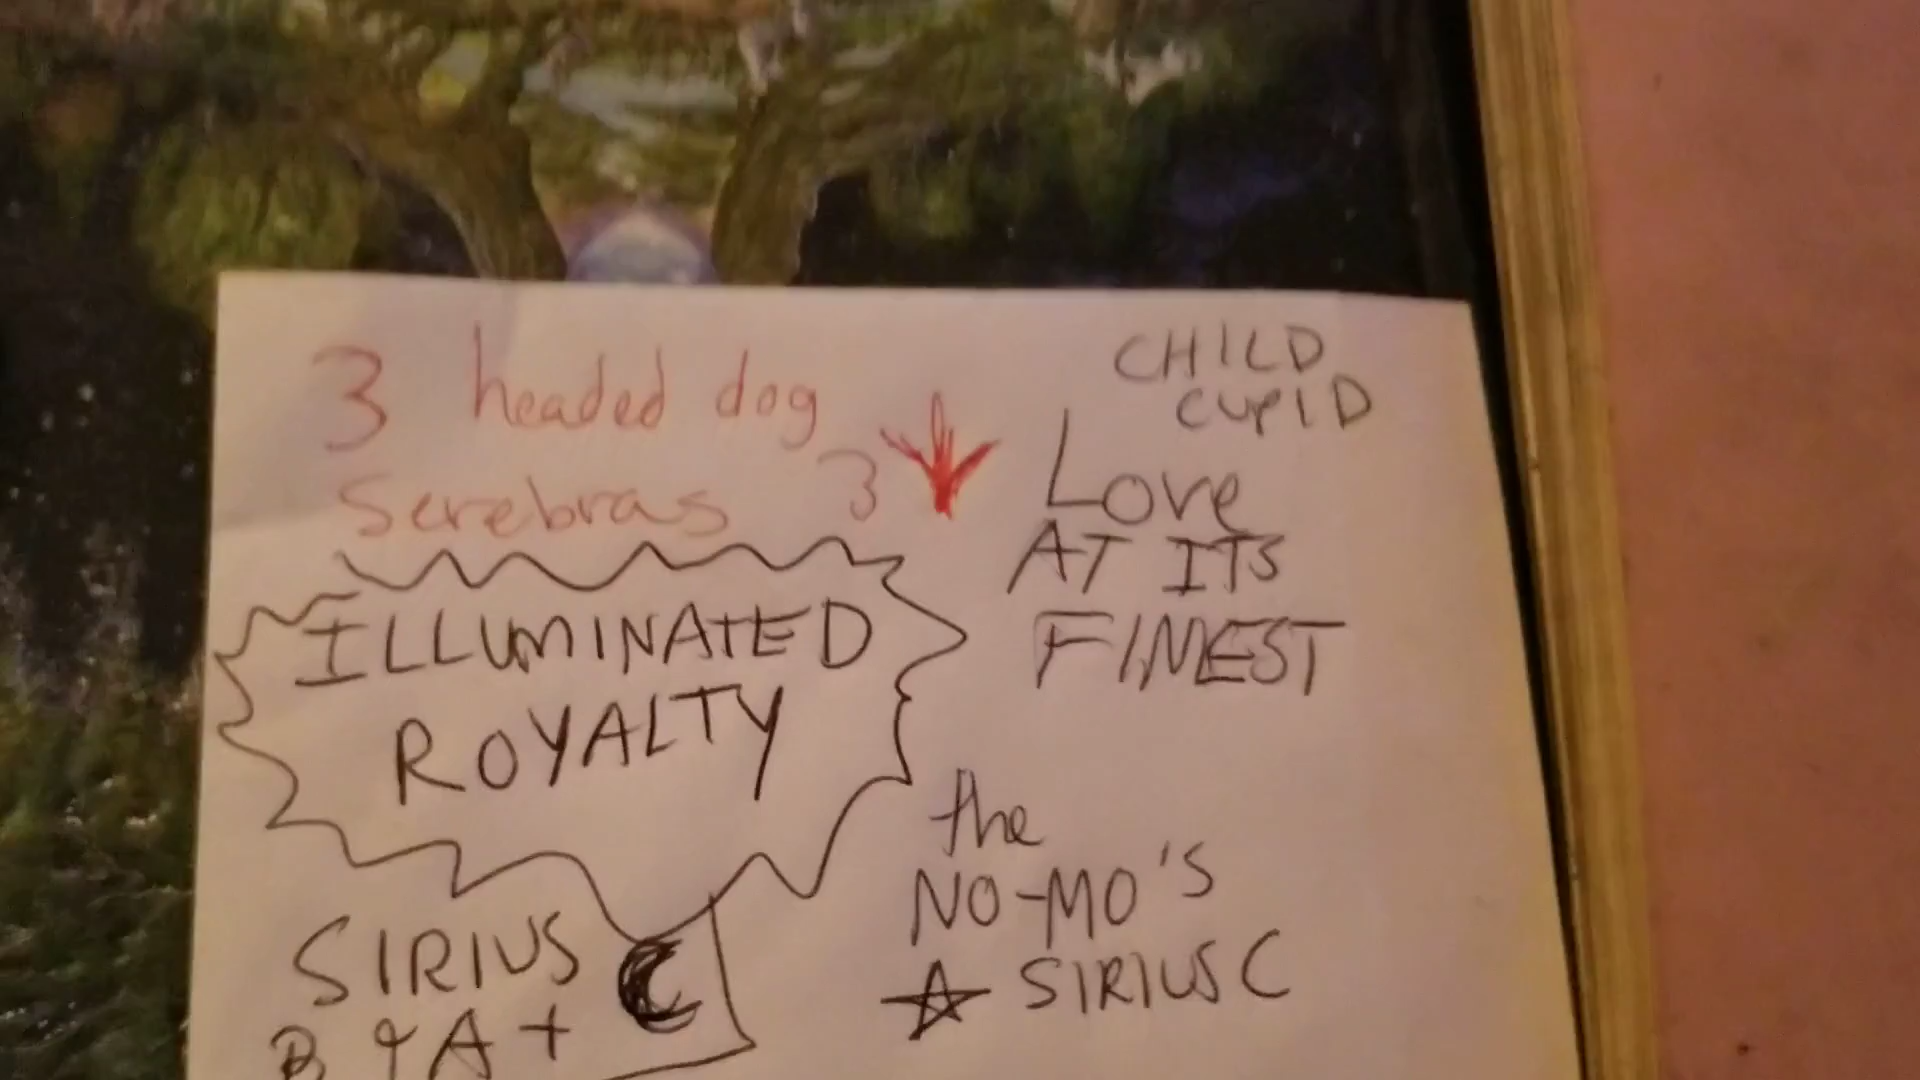 3 headed dog
Serebras 3
CHILD
CUPID
Love
AT ITS
FINEST
ILLUMINATED
ROYALTY
the
NO-MO'S
SIRIUS C
SIRIUS
B & A +